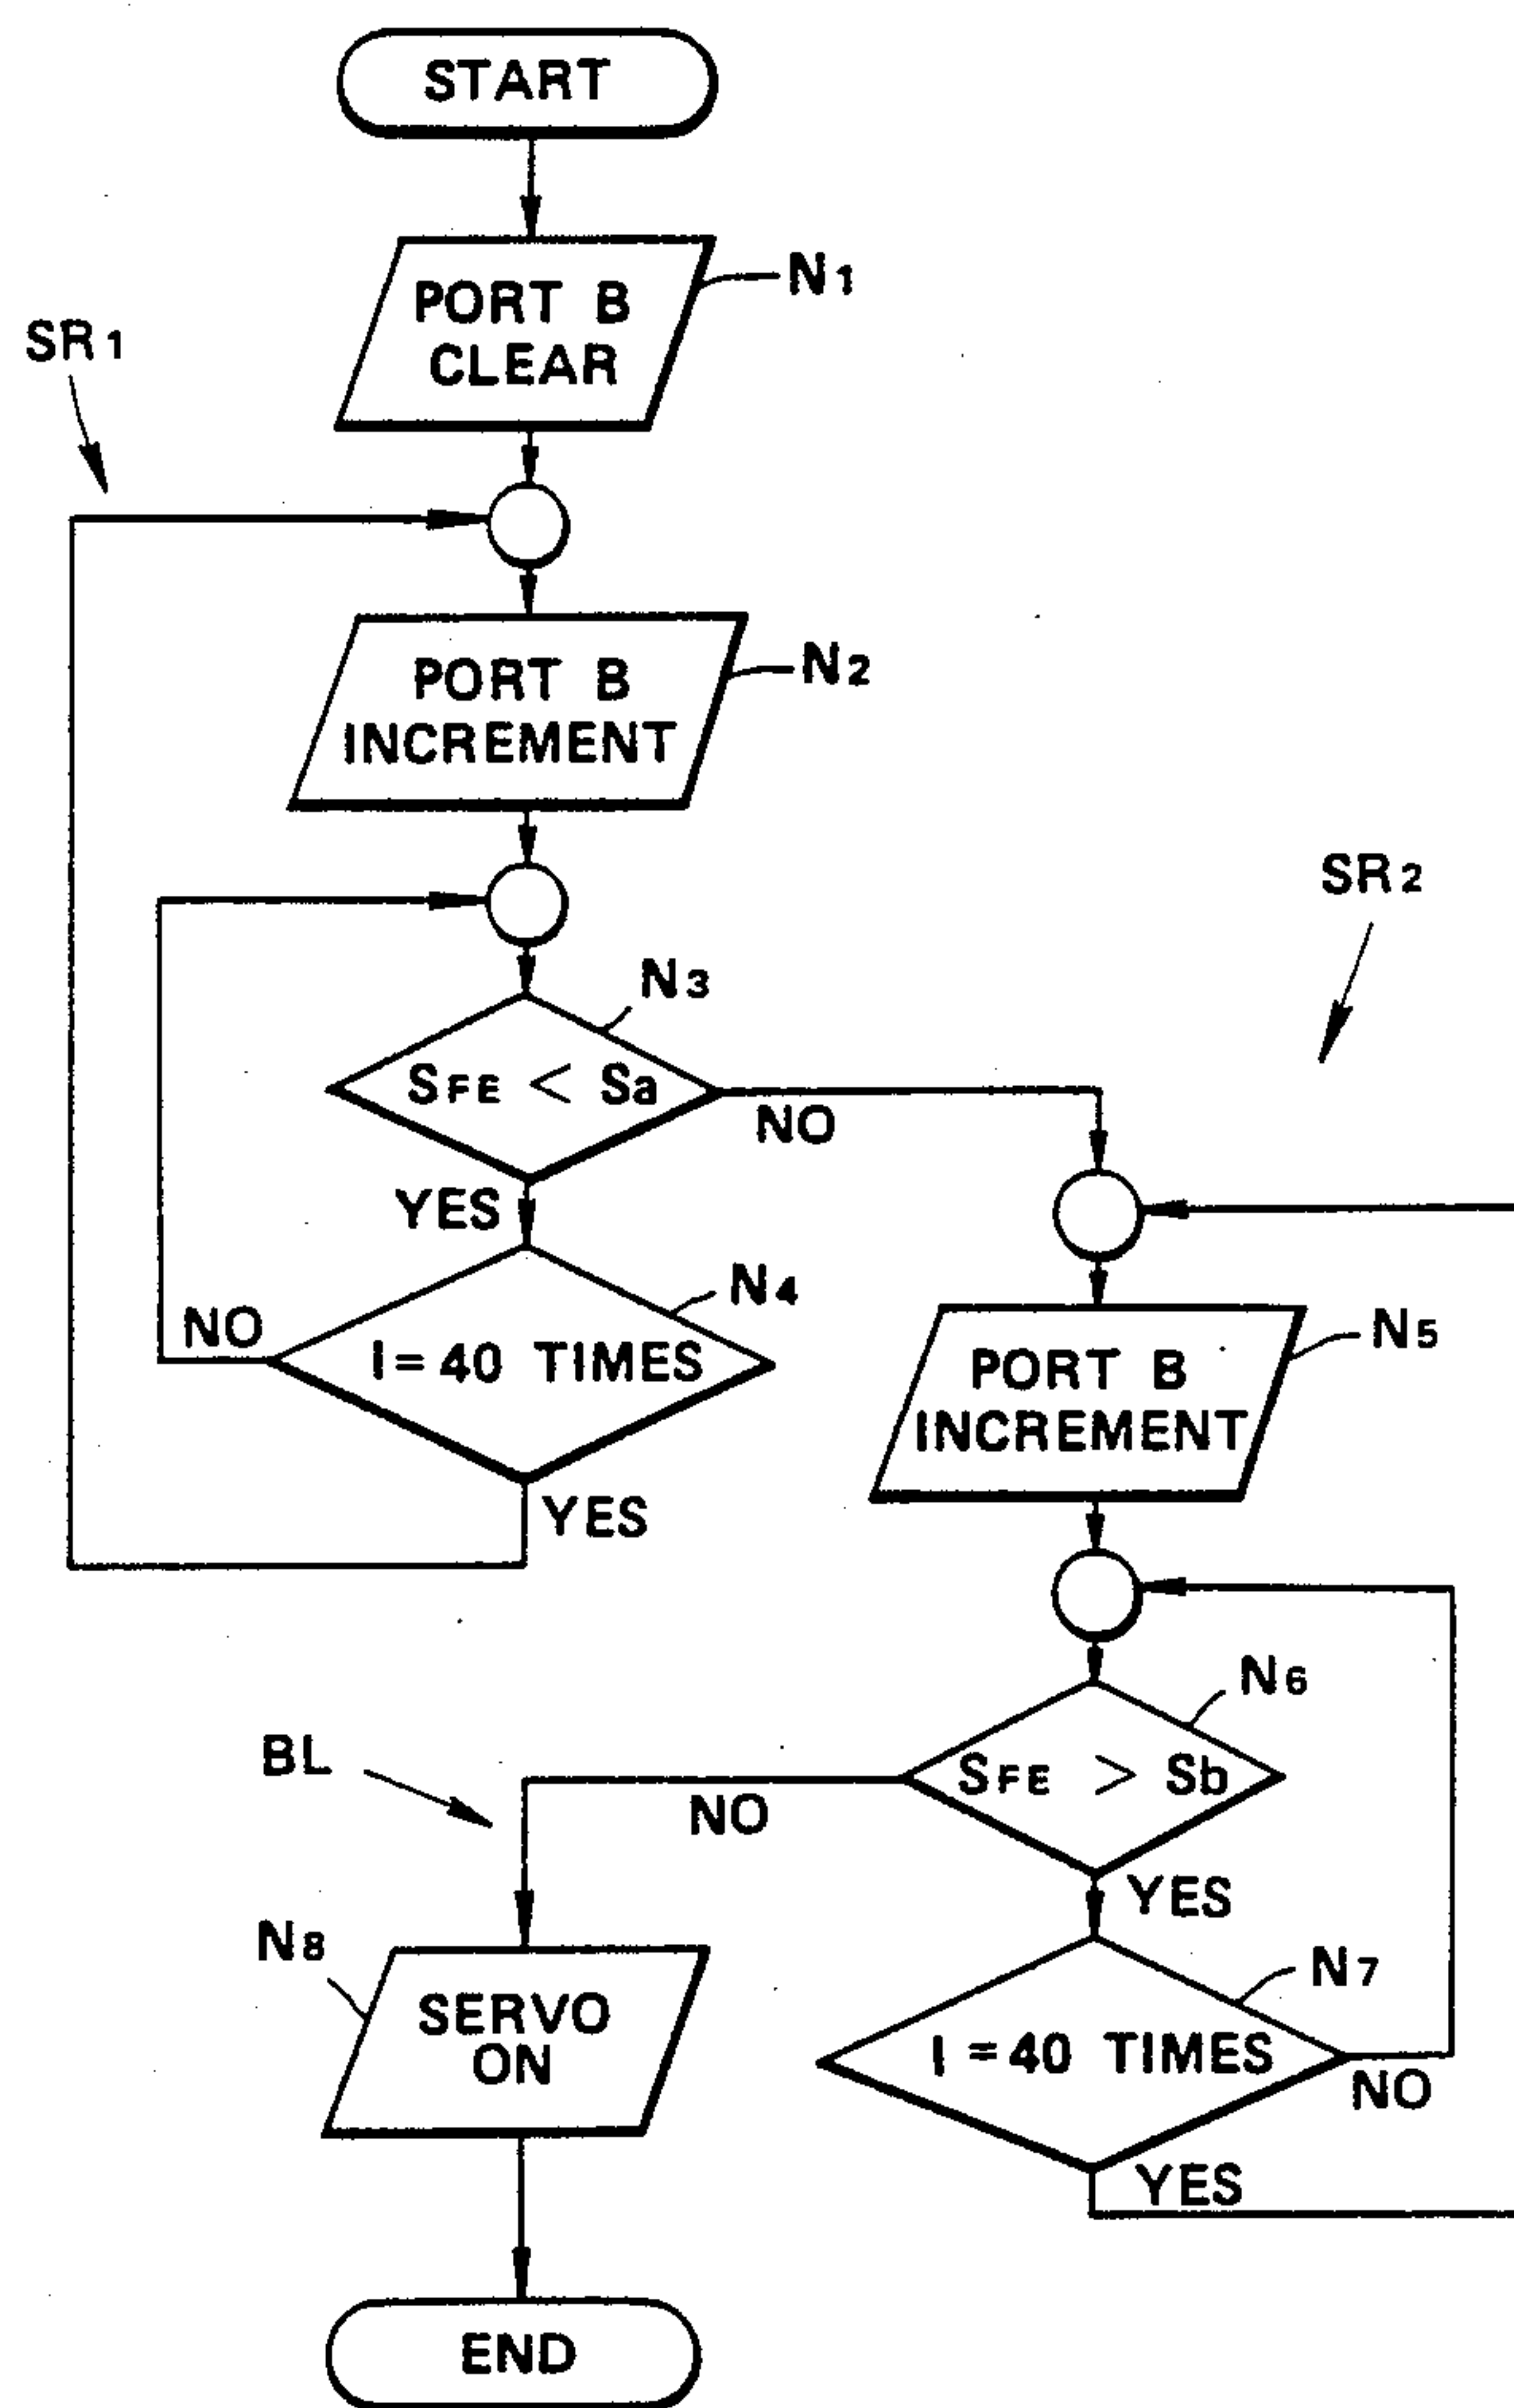 START
PORT B
CLEAR
N1
SR1
PORT B
INCREMENT
N2
SR2
N3
SFE < Sa
NO
YES
N4
NO
I=40 TIMES
YES
N5
PORT B
INCREMENT
N6
SFE > Sb
BL
NO
YES
N8
SERVO
ON
N7
I=40 TIMES
NO
YES
END